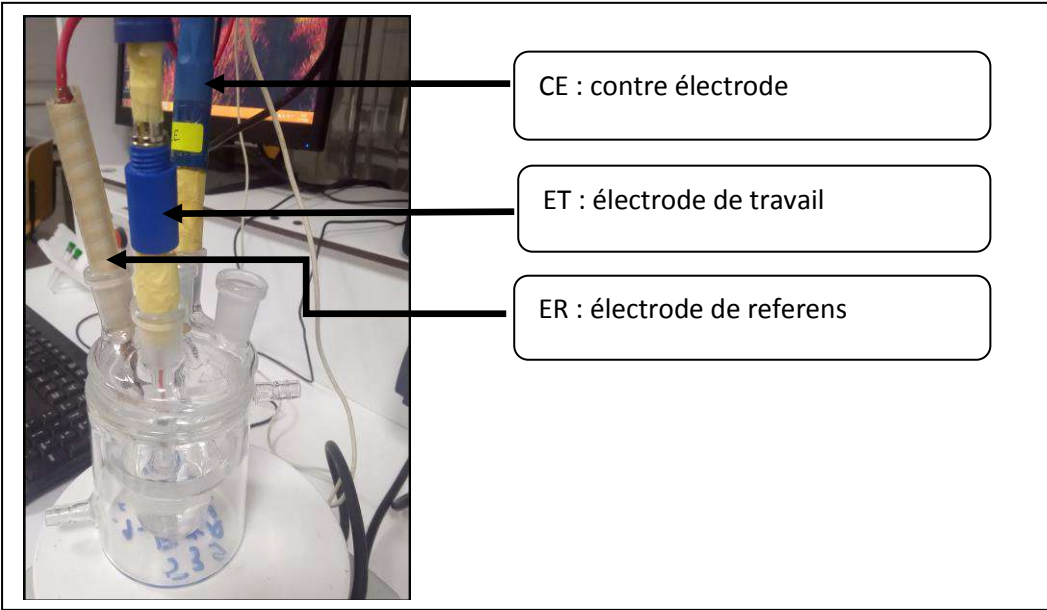 CE : contre électrode
ET : électrode de travail
ER : électrode de referens